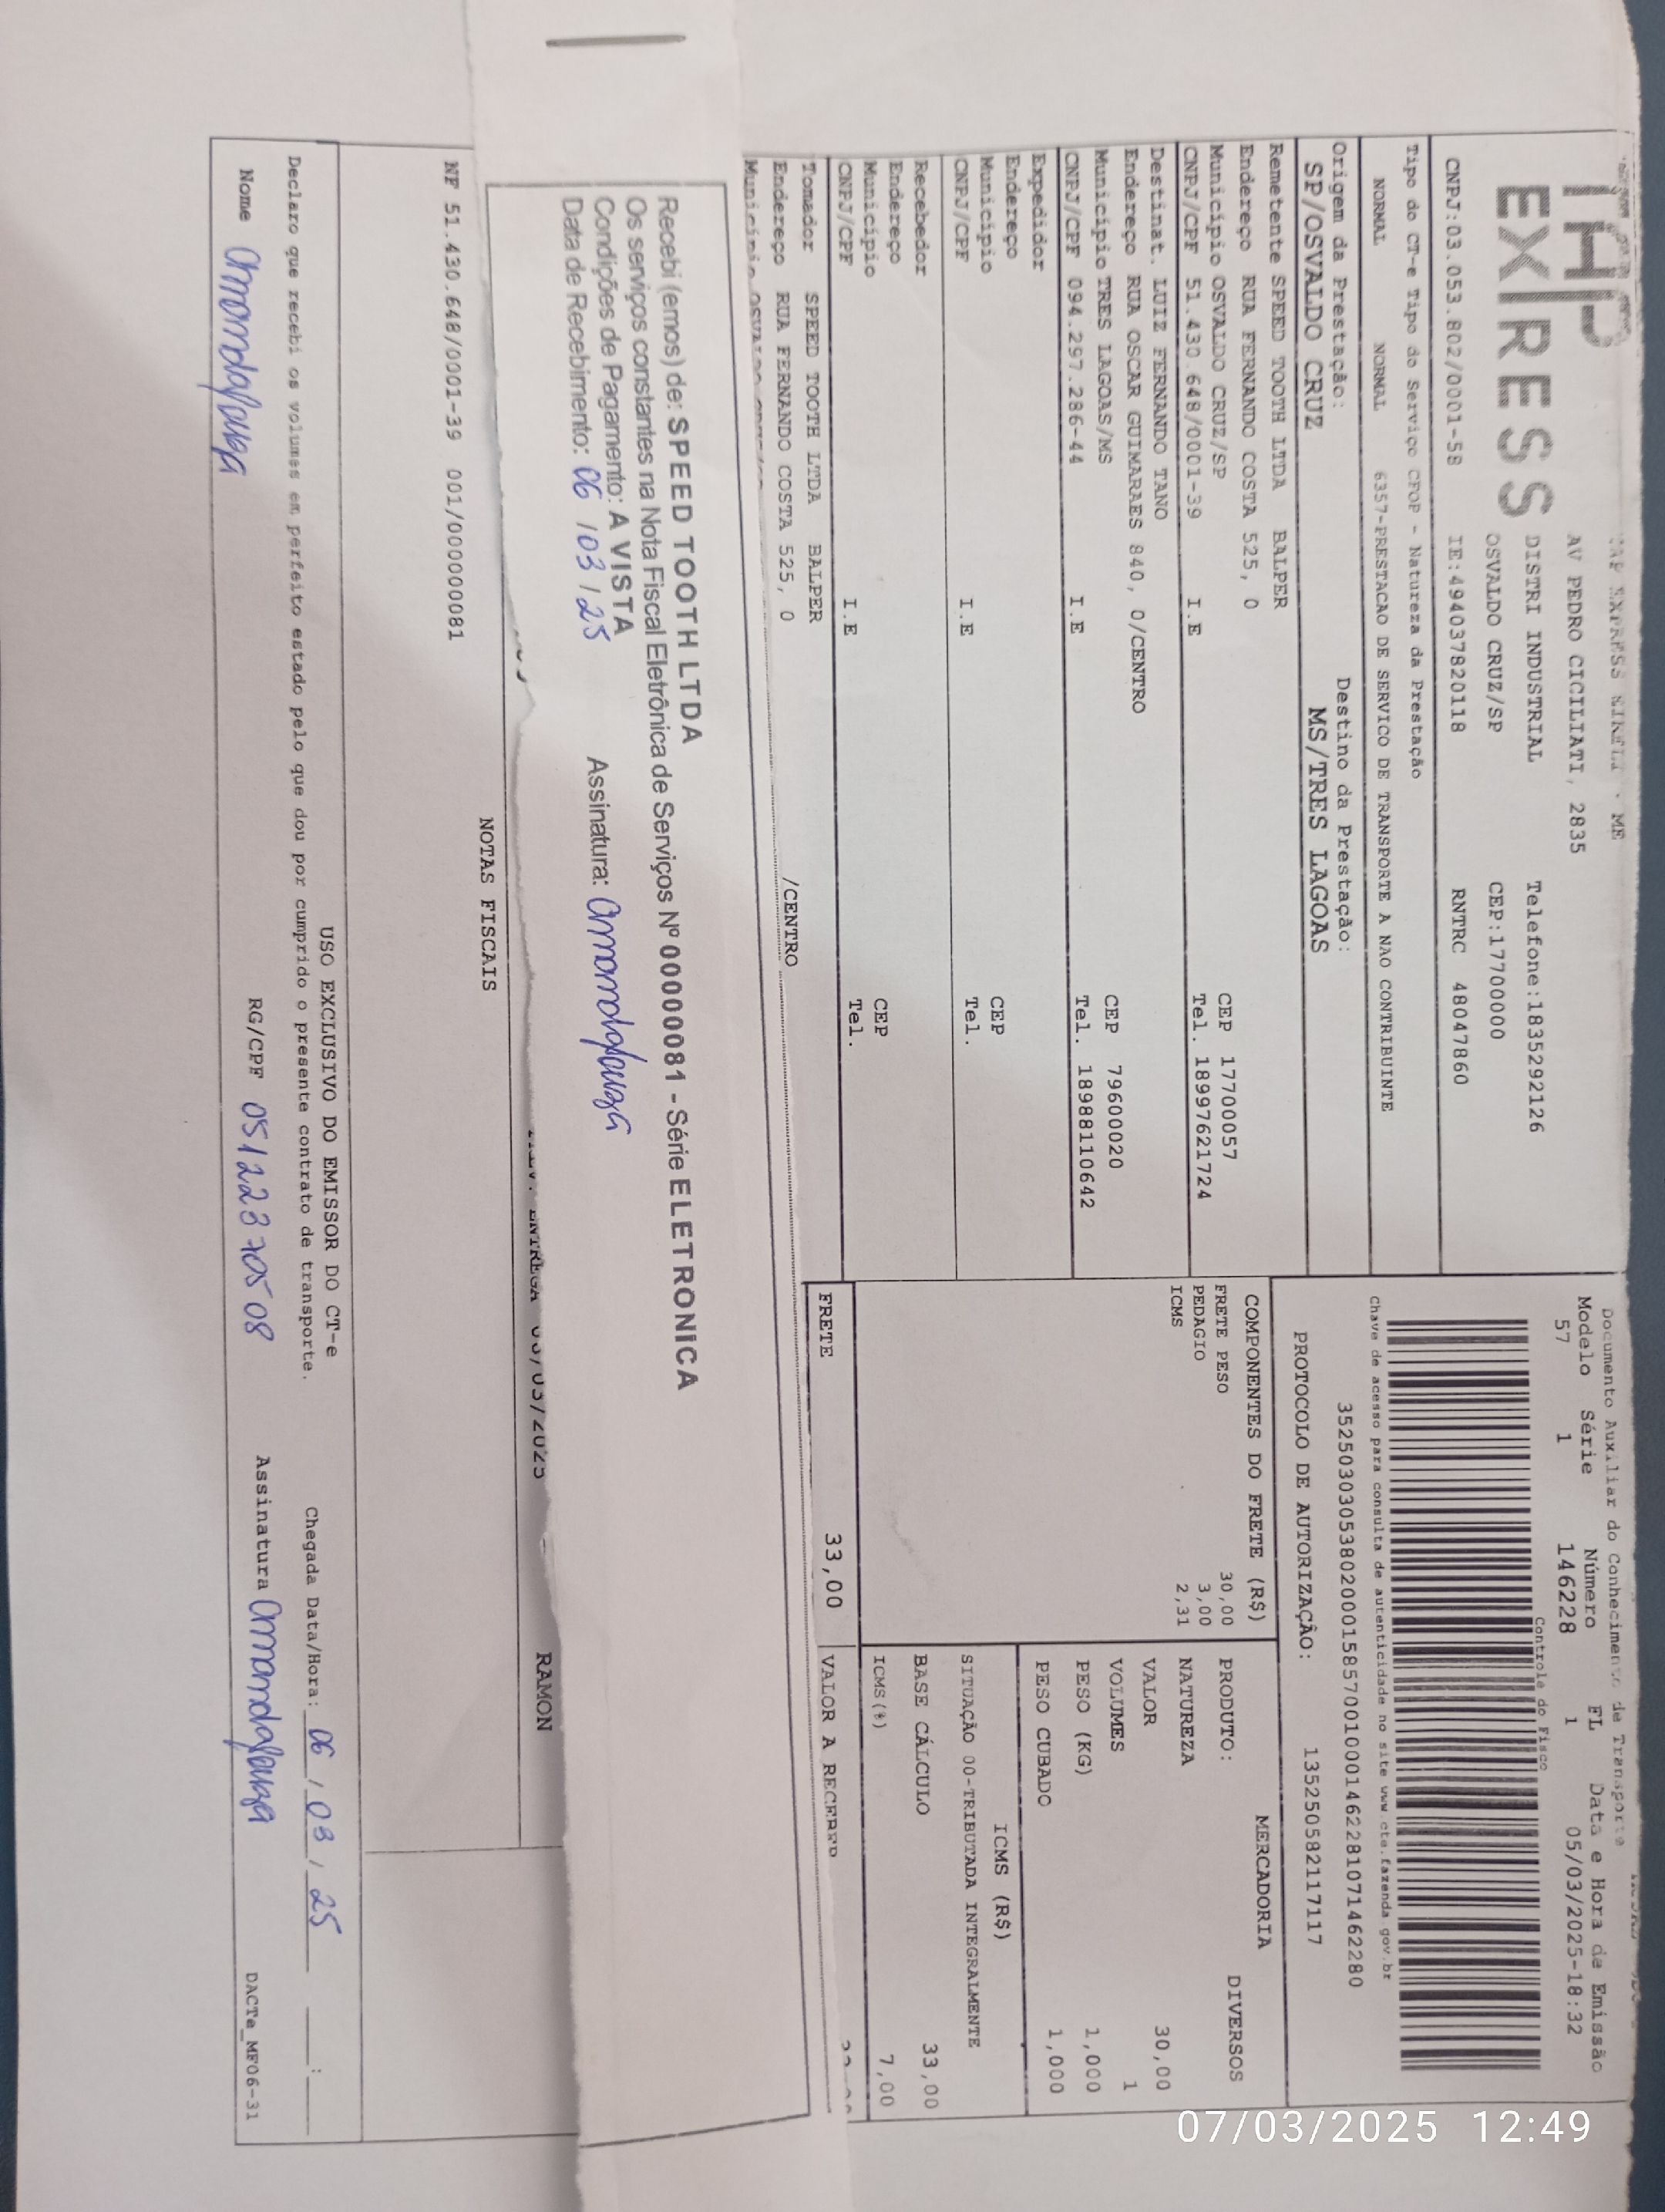 EXPRESS
AV PEDRO CICILIATI, 2835
DISTRI INDUSTRIAL Telefone:1835292126
OSVALDO CRUZ/SP CEP:17700000
CNPJ:03.053.802/0001-58 IE:494037820118 RNTRC 48047860
Documento Auxiliar do Conhecimento de Transporte
Modelo Série Número FL Data e Hora de Emissão
57 1 146228 1 05/03/2025-18:32
Controle do Fisco
Chave de acesso para consulta de autenticidade no site www.cte.fazenda.gov.br
35250303053802000158570010001462281071462280
PROTOCOLO DE AUTORIZAÇÃO: 135250582117117
Tipo do CT-e Tipo do Serviço CFOP - Natureza da Prestação
NORMAL NORMAL 6357-PRESTACAO DE SERVICO DE TRANSPORTE A NAO CONTRIBUINTE
Origem da Prestação: Destino da Prestação:
SP/OSVALDO CRUZ MS/TRES LAGOAS
Remetente SPEED TOOTH LTDA BALPER
Endereço RUA FERNANDO COSTA 525, 0
Município OSVALDO CRUZ/SP CEP 17700057
CNPJ/CPF 51.430.648/0001-39 I.E Tel. 18997621724
Destinat. LUIZ FERNANDO TANO
Endereço RUA OSCAR GUIMARAES 840, 0/CENTRO
Município TRES LAGOAS/MS CEP 79600020
CNPJ/CPF 094.297.286-44 I.E Tel. 18988110642
Expedidor
Endereço
Município CEP
CNPJ/CPF I.E Tel.
Recebedor
Endereço
Município CEP
CNPJ/CPF I.E Tel.
Tomador SPEED TOOTH LTDA BALPER
Endereço RUA FERNANDO COSTA 525, 0 /CENTRO
Município
COMPONENTES DO FRETE (R$)
FRETE PESO 30,00
PEDAGIO 3,00
ICMS 2,31
MERCADORIA
PRODUTO: DIVERSOS
NATUREZA
VALOR 30,00
VOLUMES 1
PESO (KG) 1,000
PESO CUBADO 1,000
ICMS (R$)
SITUAÇÃO 00-TRIBUTADA INTEGRALMENTE
BASE CÁLCULO 33,00
ICMS(%) 7,00
FRETE 33,00 VALOR A RECEBER
Recebi (emos) de: SPEED TOOTH LTDA
Os serviços constantes na Nota Fiscal Eletrônica de Serviços Nº 000000081 - Série ELETRONICA
Condições de Pagamento: A VISTA
Data de Recebimento: 06/03/25 Assinatura:
ENTREGA 05/03/2025 RAMON
NOTAS FISCAIS
NF 51.430.648/0001-39 001/000000081
USO EXCLUSIVO DO EMISSOR DO CT-e
Declaro que recebi os volumes em perfeito estado pelo que dou por cumprido o presente contrato de transporte. Chegada Data/Hora: 06/03/25 __:__
Nome RG/CPF 05122370508 Assinatura DACTe_MF06-31
07/03/2025 12:49